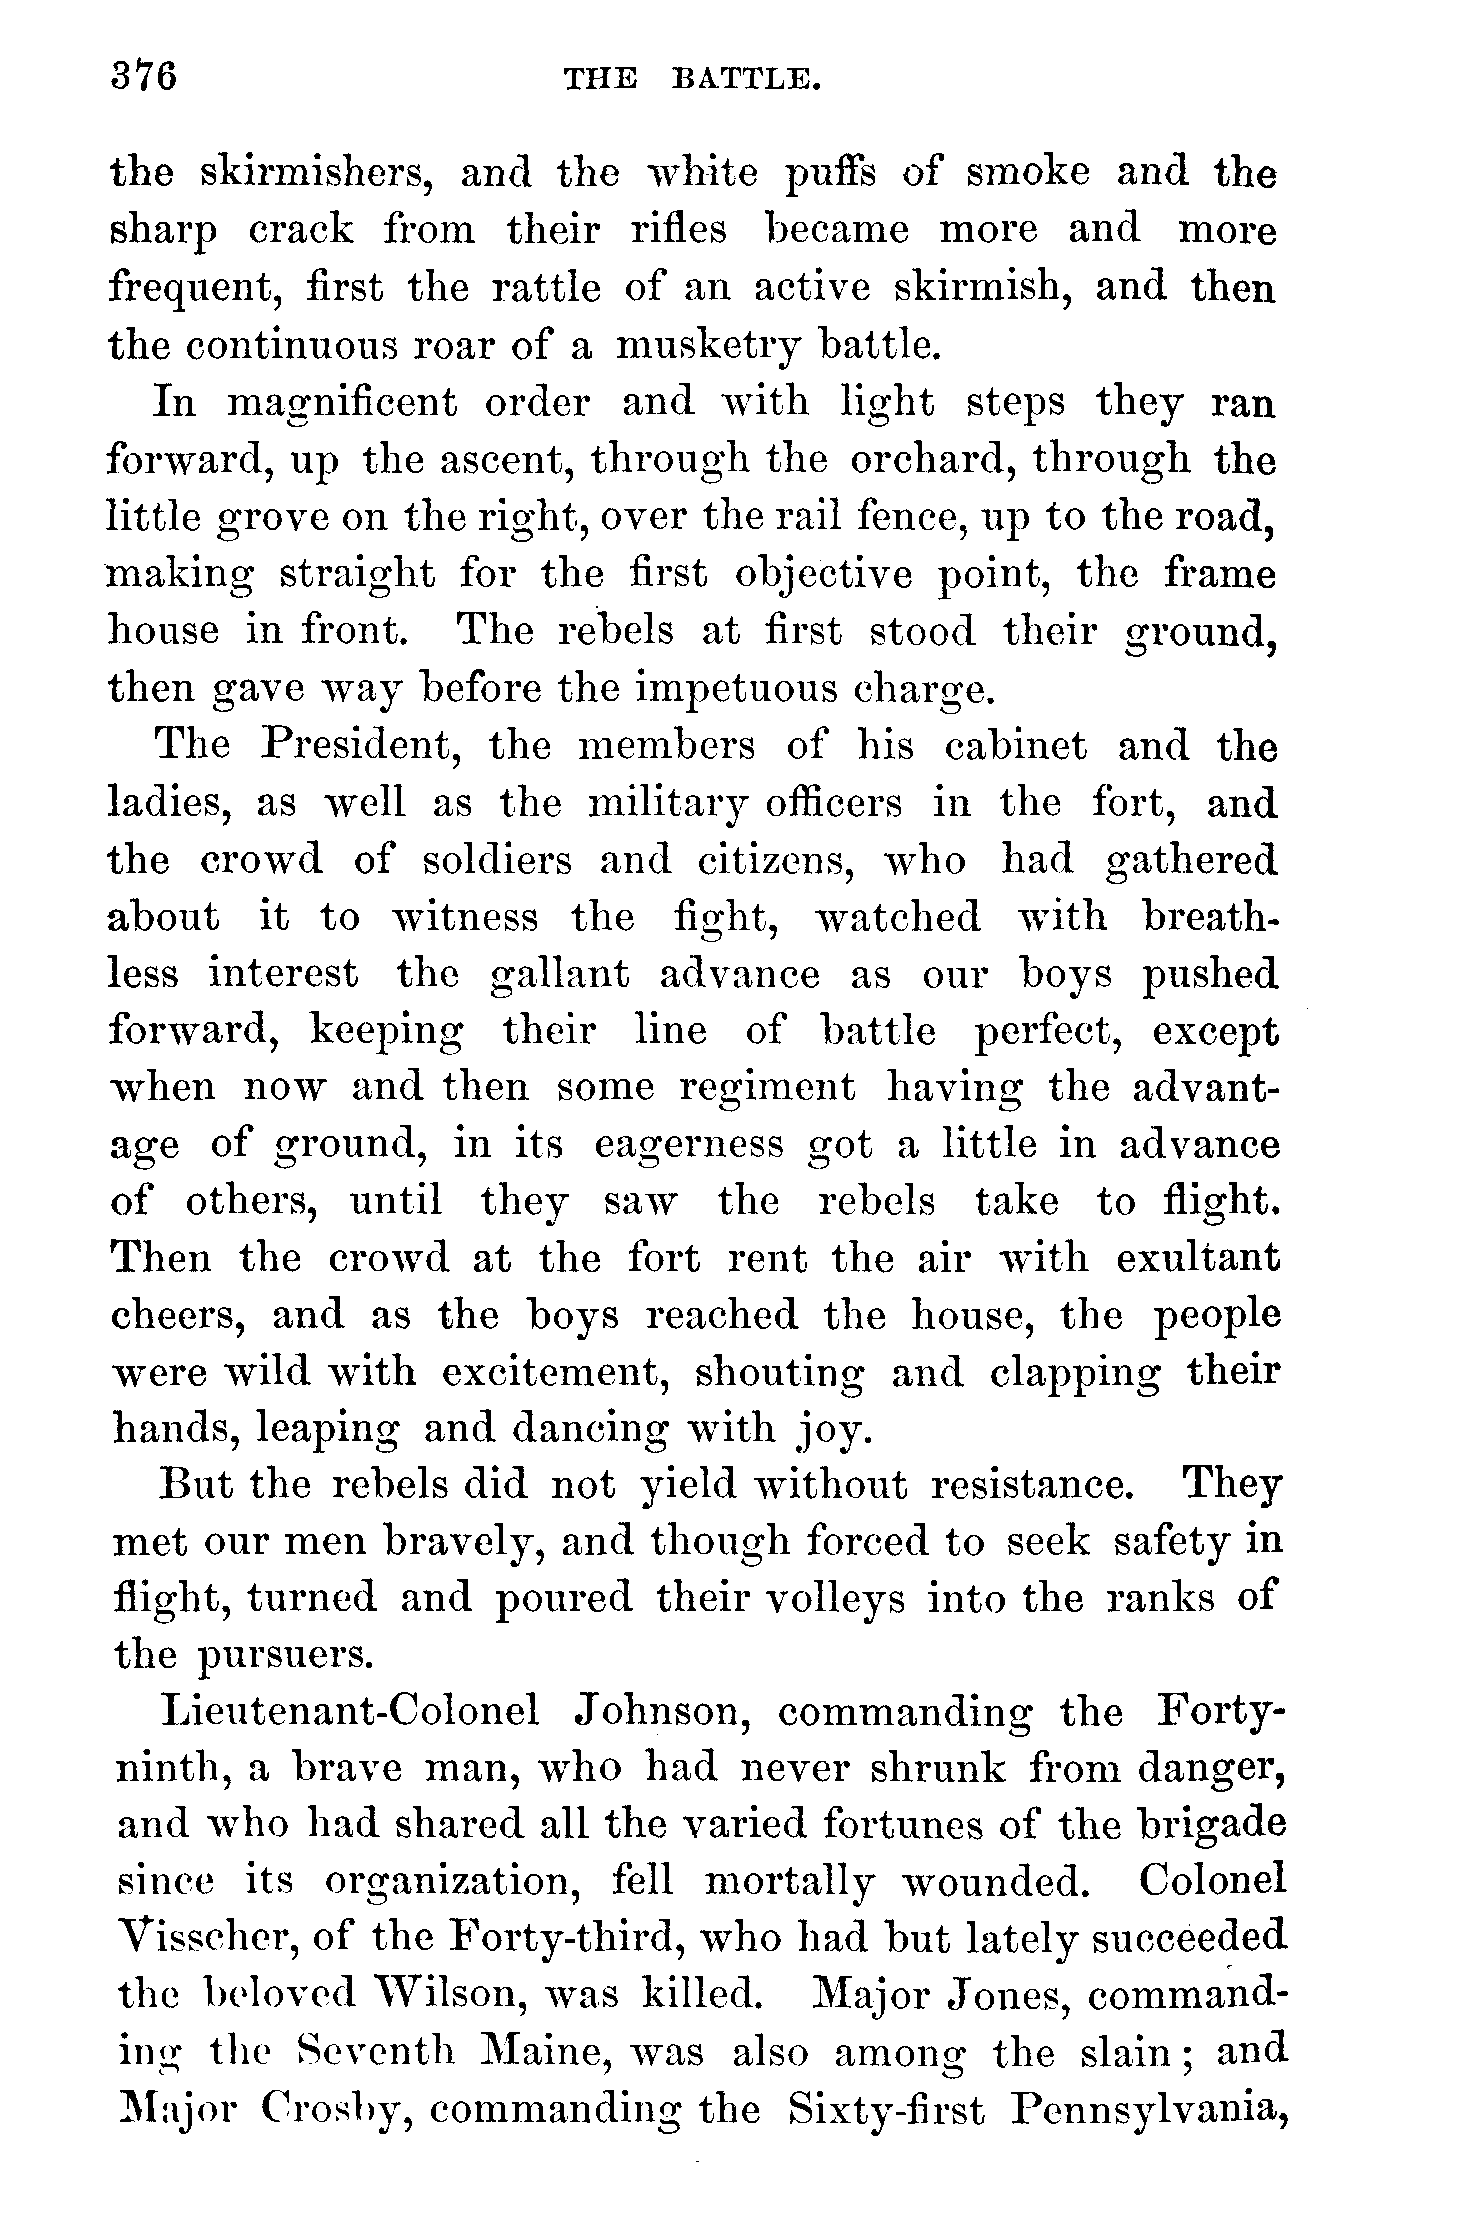 376 THE BATTLE.
the skirmishers, and the white puffs of smoke and the
sharp crack from their rifles became more and more
frequent, first the rattle of an active skirmish, and then
the continuous roar of a musketry battle.
In magnificent order and with light steps they ran
forward, up the ascent, through the orchard, through the
little grove on the right, over the rail fence, up to the road,
making straight for the first objective point, the frame
house in front. The rebels at first stood their ground,
then gave way before the impetuous charge.
The President, the members of his cabinet and the
ladies, as well as the military officers in the fort, and
the crowd of soldiers and citizens, who had gathered
about it to witness the fight, watched with breath-
less interest the gallant advance as our boys pushed
forward, keeping their line of battle perfect, except
when now and then some regiment having the advant-
age of ground, in its eagerness got a little in advance
of others, until they saw the rebels take to flight.
Then the crowd at the fort rent the air with exultant
cheers, and as the boys reached the house, the people
were wild with excitement, shouting and clapping their
hands, leaping and dancing with joy.
But the rebels did not yield without resistance. They
met our men bravely, and though forced to seek safety in
flight, turned and poured their volleys into the ranks of
the pursuers.
Lieutenant-Colonel Johnson, commanding the Forty-
ninth, a brave man, who had never shrunk from danger,
and who had shared all the varied fortunes of the brigade
since its organization, fell mortally wounded. Colonel
Visscher, of the Forty-third, who had but lately succeeded
the beloved Wilson, was killed. Major Jones, command-
ing the Seventh Maine, was also among the slain; and
Major Crosby, commanding the Sixty-first Pennsylvania,